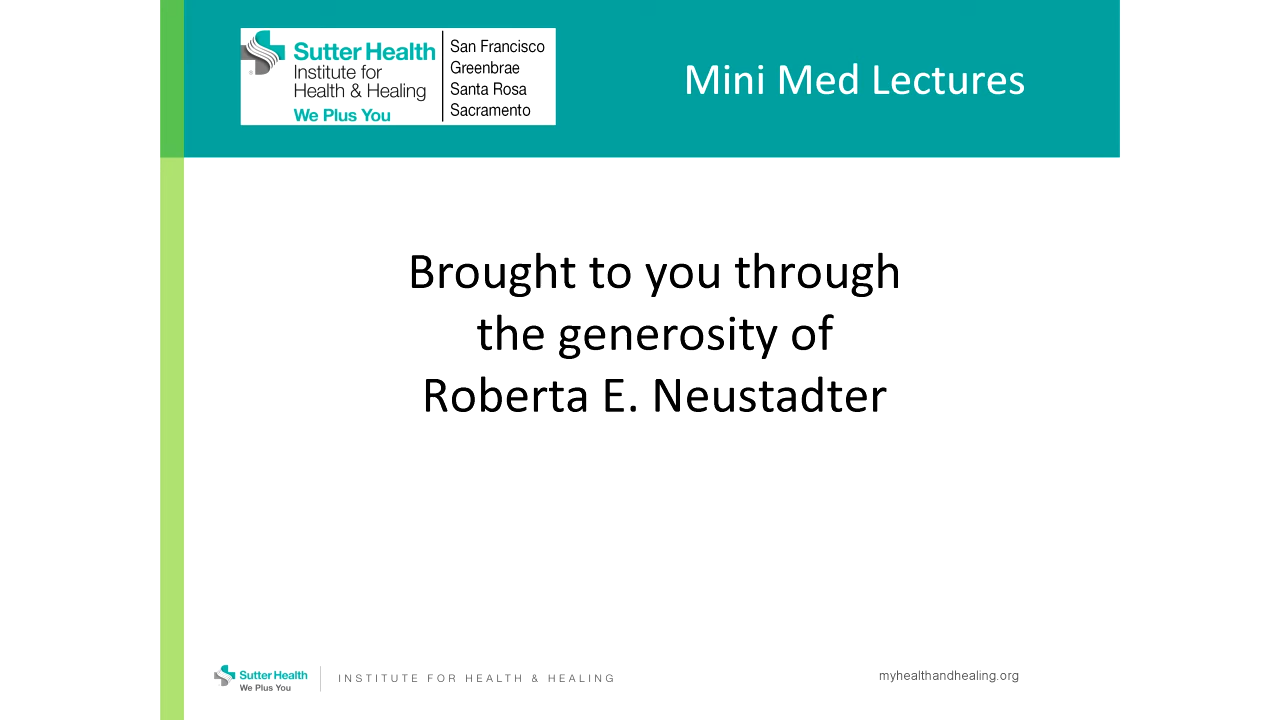 Sutter Health
Institute for
Health & Healing
We Plus You
San Francisco
Greenbrae
Santa Rosa
Sacramento
Mini Med Lectures
Brought to you through
the generosity of
Roberta E. Neustadter
Sutter Health
We Plus You
INSTITUTE FOR HEALTH & HEALING
myhealthandhealing.org